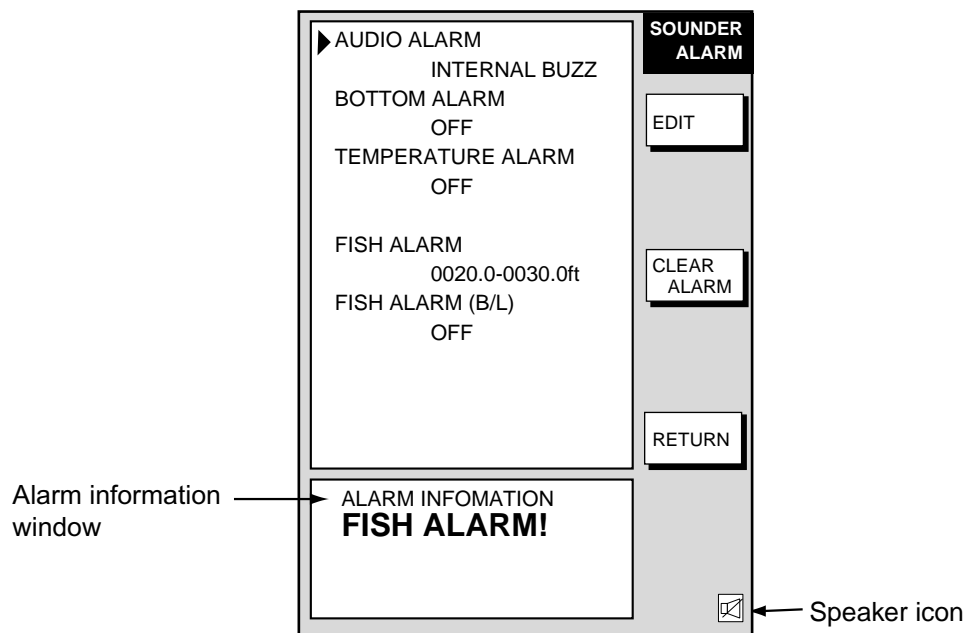 AUDIO ALARM
INTERNAL BUZZ
BOTTOM ALARM
OFF
TEMPERATURE ALARM
OFF
FISH ALARM
0020.0-0030.0ft
FISH ALARM (B/L)
OFF
SOUNDER
ALARM
EDIT
CLEAR
ALARM
RETURN
Alarm information
window
ALARM INFOMATION
FISH ALARM!
Speaker icon